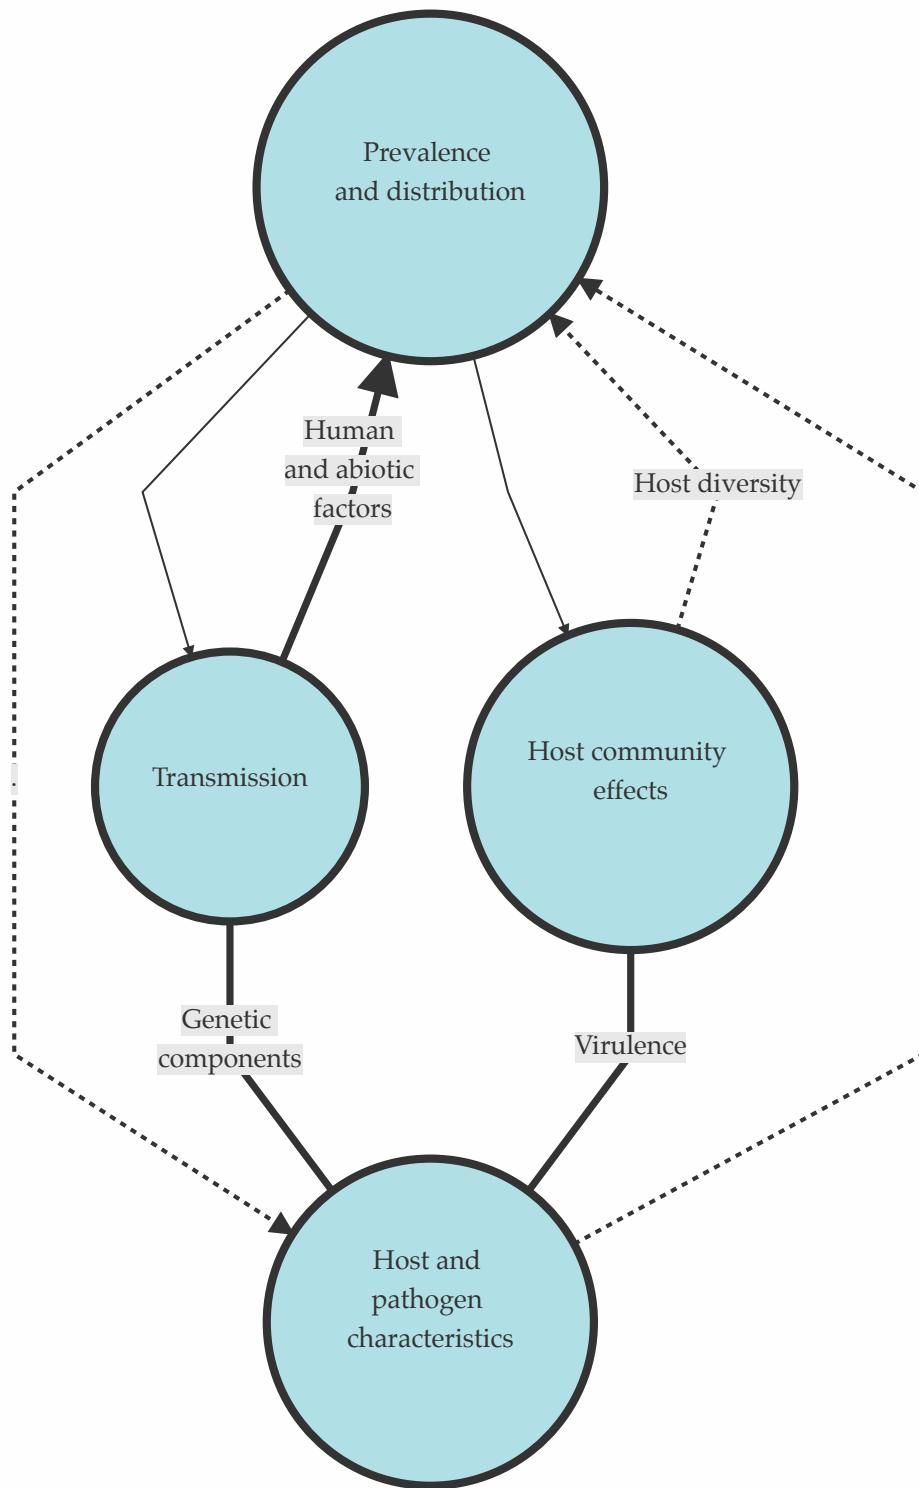 Prevalence
and distribution
Human
and abiotic
factors
Host diversity
Transmission
Host community
effects
.
Genetic
components
Virulence
Host and
pathogen
characteristics